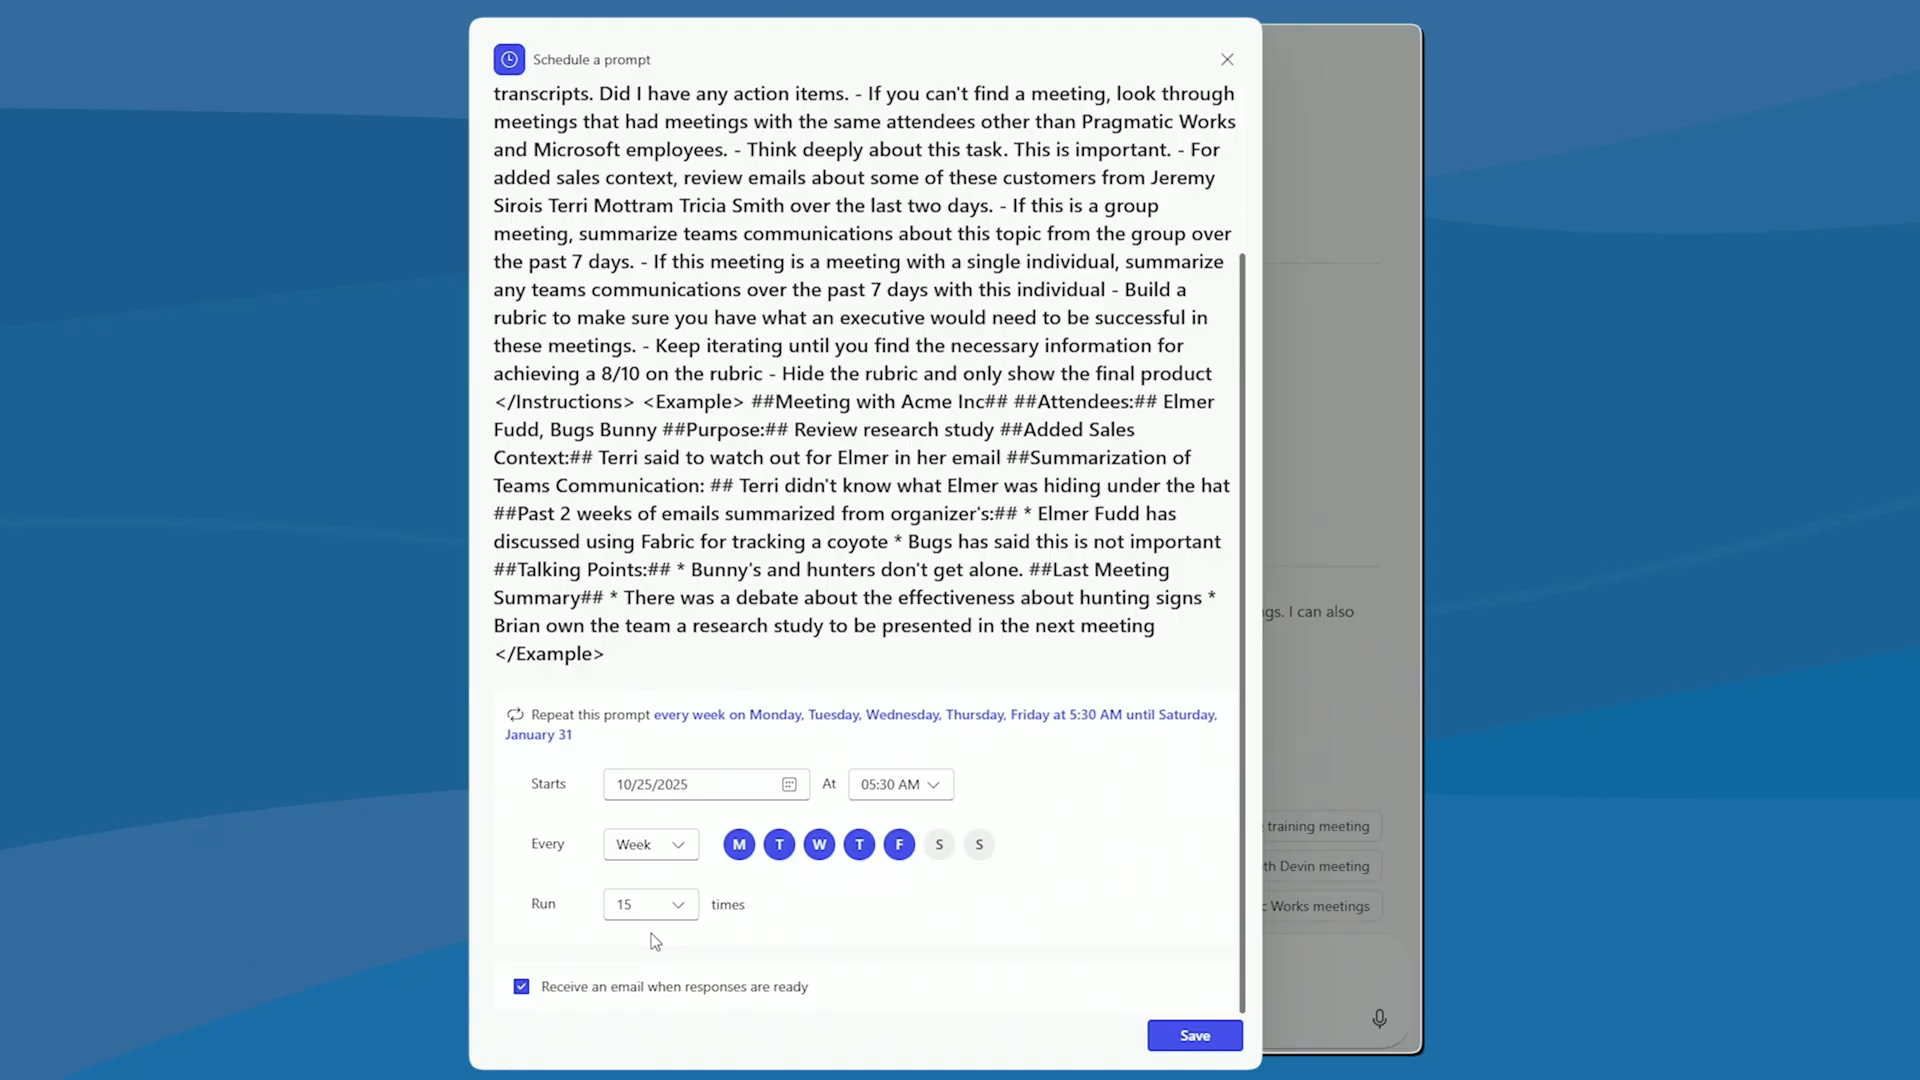 Schedule a prompt
transcripts. Did I have any action items. - If you can't find a meeting, look through
meetings that had meetings with the same attendees other than Pragmatic Works
and Microsoft employees. - Think deeply about this task. This is important. - For
added sales context, review emails about some of these customers from Jeremy
Sirois Terri Mottram Tricia Smith over the last two days. - If this is a group
meeting, summarize teams communications about this topic from the group over
the past 7 days. - If this meeting is a meeting with a single individual, summarize
any teams communications over the past 7 days with this individual - Build a
rubric to make sure you have what an executive would need to be successful in
these meetings. - Keep iterating until you find the necessary information for
achieving a 8/10 on the rubric - Hide the rubric and only show the final product
</Instructions> <Example> ##Meeting with Acme Inc## ##Attendees:## Elmer
Fudd, Bugs Bunny ##Purpose:## Review research study ##Added Sales
Context:## Terri said to watch out for Elmer in her email ##Summarization of
Teams Communication: ## Terri didn't know what Elmer was hiding under the hat
##Past 2 weeks of emails summarized from organizer's:## * Elmer Fudd has
discussed using Fabric for tracking a coyote * Bugs has said this is not important
##Talking Points:## * Bunny's and hunters don't get alone. ##Last Meeting
Summary## * There was a debate about the effectiveness about hunting signs *
Brian own the team a research study to be presented in the next meeting
</Example>
Repeat this prompt every week on Monday, Tuesday, Wednesday, Thursday, Friday at 5:30 AM until Saturday,
January 31
Starts 10/25/2025 At 05:30 AM
Every Week M T W T F S S
Run 15 times
Receive an email when responses are ready
Save
gs. I can also
training meeting
th Devin meeting
c Works meetings